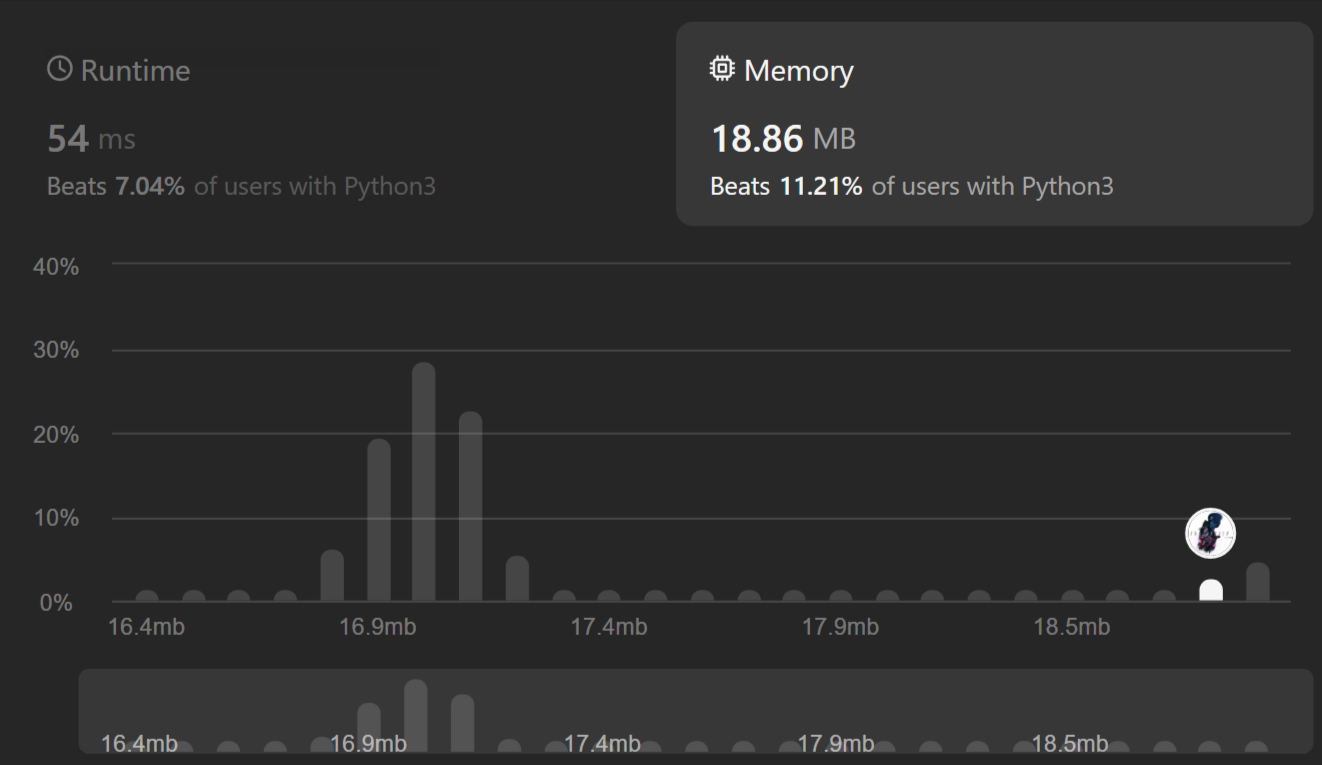 Runtime
54 ms
Beats 7.04% of users with Python3
Memory
18.86 MB
Beats 11.21% of users with Python3
40%
30%
20%
10%
0%
16.4mb 16.9mb 17.4mb 17.9mb 18.5mb
16.4mb 16.9mb 17.4mb 17.9mb 18.5mb